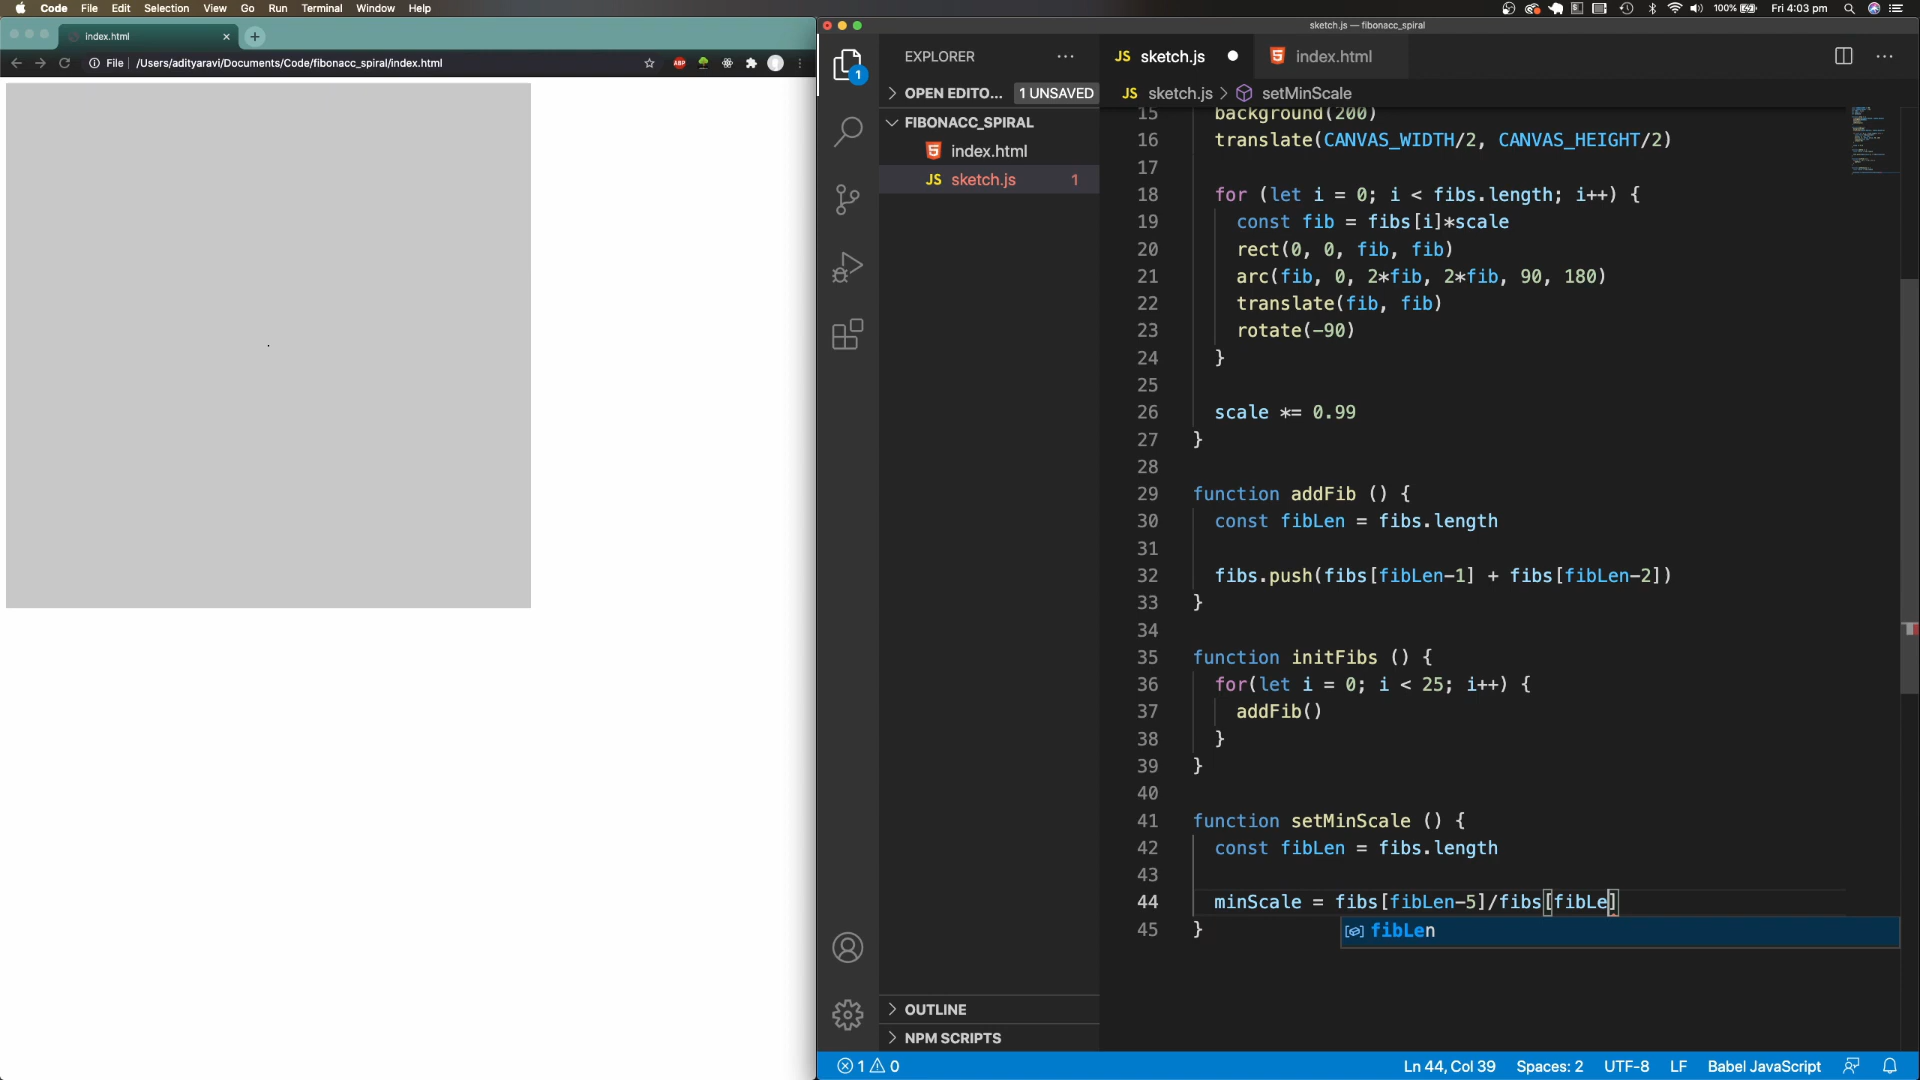 Code File Edit Selection View Go Run Terminal Window Help
100% Fri 4:03 pm
index.html
File /Users/adityaravi/Documents/Code/fibonacc_spiral/index.html
ABP
sketch.js — fibonacc_spiral
1
EXPLORER
OPEN EDITO... 1 UNSAVED
FIBONACC_SPIRAL
index.html
JS sketch.js 1
OUTLINE
NPM SCRIPTS
JS sketch.js index.html
JS sketch.js > setMinScale
15 background(200)
16 translate(CANVAS_WIDTH/2, CANVAS_HEIGHT/2)
17
18 for (let i = 0; i < fibs.length; i++) {
19 const fib = fibs[i]*scale
20 rect(0, 0, fib, fib)
21 arc(fib, 0, 2*fib, 2*fib, 90, 180)
22 translate(fib, fib)
23 rotate(-90)
24 }
25
26 scale *= 0.99
27 }
28
29 function addFib () {
30 const fibLen = fibs.length
31
32 fibs.push(fibs[fibLen-1] + fibs[fibLen-2])
33 }
34
35 function initFibs () {
36 for(let i = 0; i < 25; i++) {
37 addFib()
38 }
39 }
40
41 function setMinScale () {
42 const fibLen = fibs.length
43
44 minScale = fibs[fibLen-5]/fibs[fibLe]
45 }
fibLen
1 0
Ln 44, Col 39 Spaces: 2 UTF-8 LF Babel JavaScript